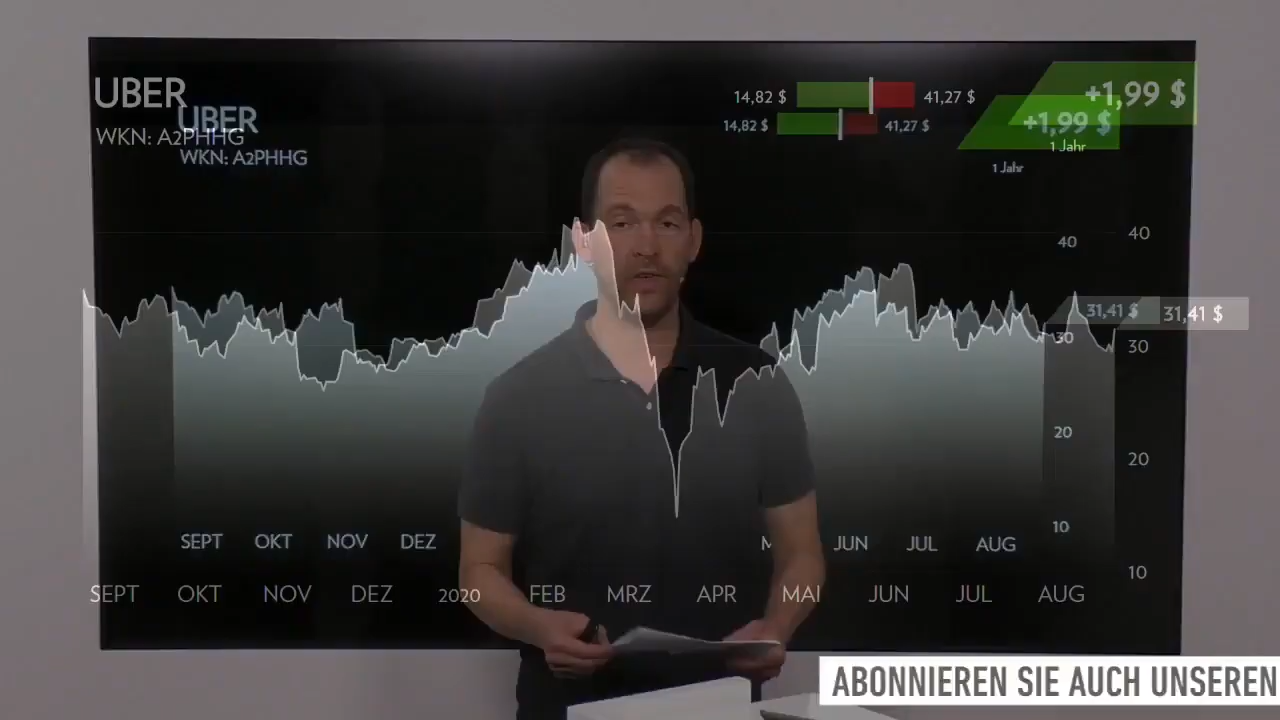 UBER
WKN: A2PHHG
14,82 $ 41,27 $
+1,99 $
1 Jahr
UBER
WKN: A2PHHG
14,82 $ 41,27 $
+1,99 $
1 Jahr
40
40
31,41 $
31,41 $
30
30
20
20
10
10
SEPT OKT NOV DEZ JUN JUL AUG
SEPT OKT NOV DEZ 2020 FEB MRZ APR MAI JUN JUL AUG
ABONNIEREN SIE AUCH UNSEREN